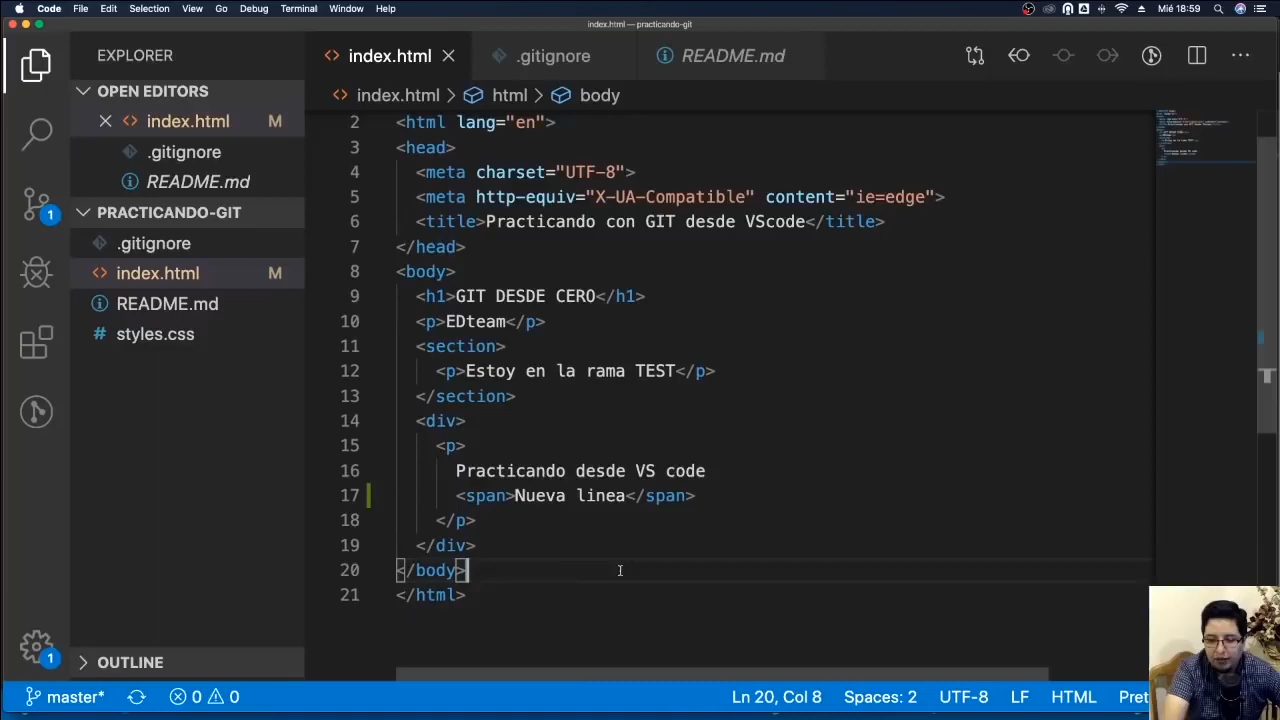 Code File Edit Selection View Go Debug Terminal Window Help
Mié 18:59
index.html — practicando-git
EXPLORER
OPEN EDITORS
index.html M
.gitignore
README.md
PRACTICANDO-GIT
.gitignore
index.html M
README.md
styles.css
OUTLINE
1
1
index.html
.gitignore
README.md
index.html > html > body
2 <html lang="en">
3 <head>
4 <meta charset="UTF-8">
5 <meta http-equiv="X-UA-Compatible" content="ie=edge">
6 <title>Practicando con GIT desde VScode</title>
7 </head>
8 <body>
9 <h1>GIT DESDE CERO</h1>
10 <p>EDteam</p>
11 <section>
12 <p>Estoy en la rama TEST</p>
13 </section>
14 <div>
15 <p>
16 Practicando desde VS code
17 <span>Nueva linea</span>
18 </p>
19 </div>
20 </body>
21 </html>
master* 0 0 Ln 20, Col 8 Spaces: 2 UTF-8 LF HTML Pret